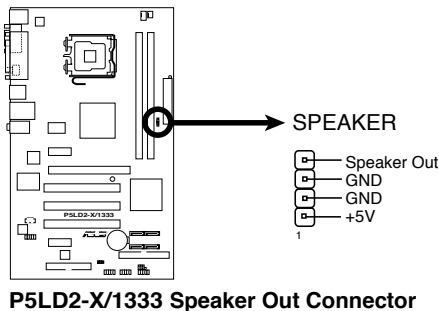 SPEAKER
Speaker Out
GND
GND
+5V
1
P5LD2-X/1333
P5LD2-X/1333 Speaker Out Connector